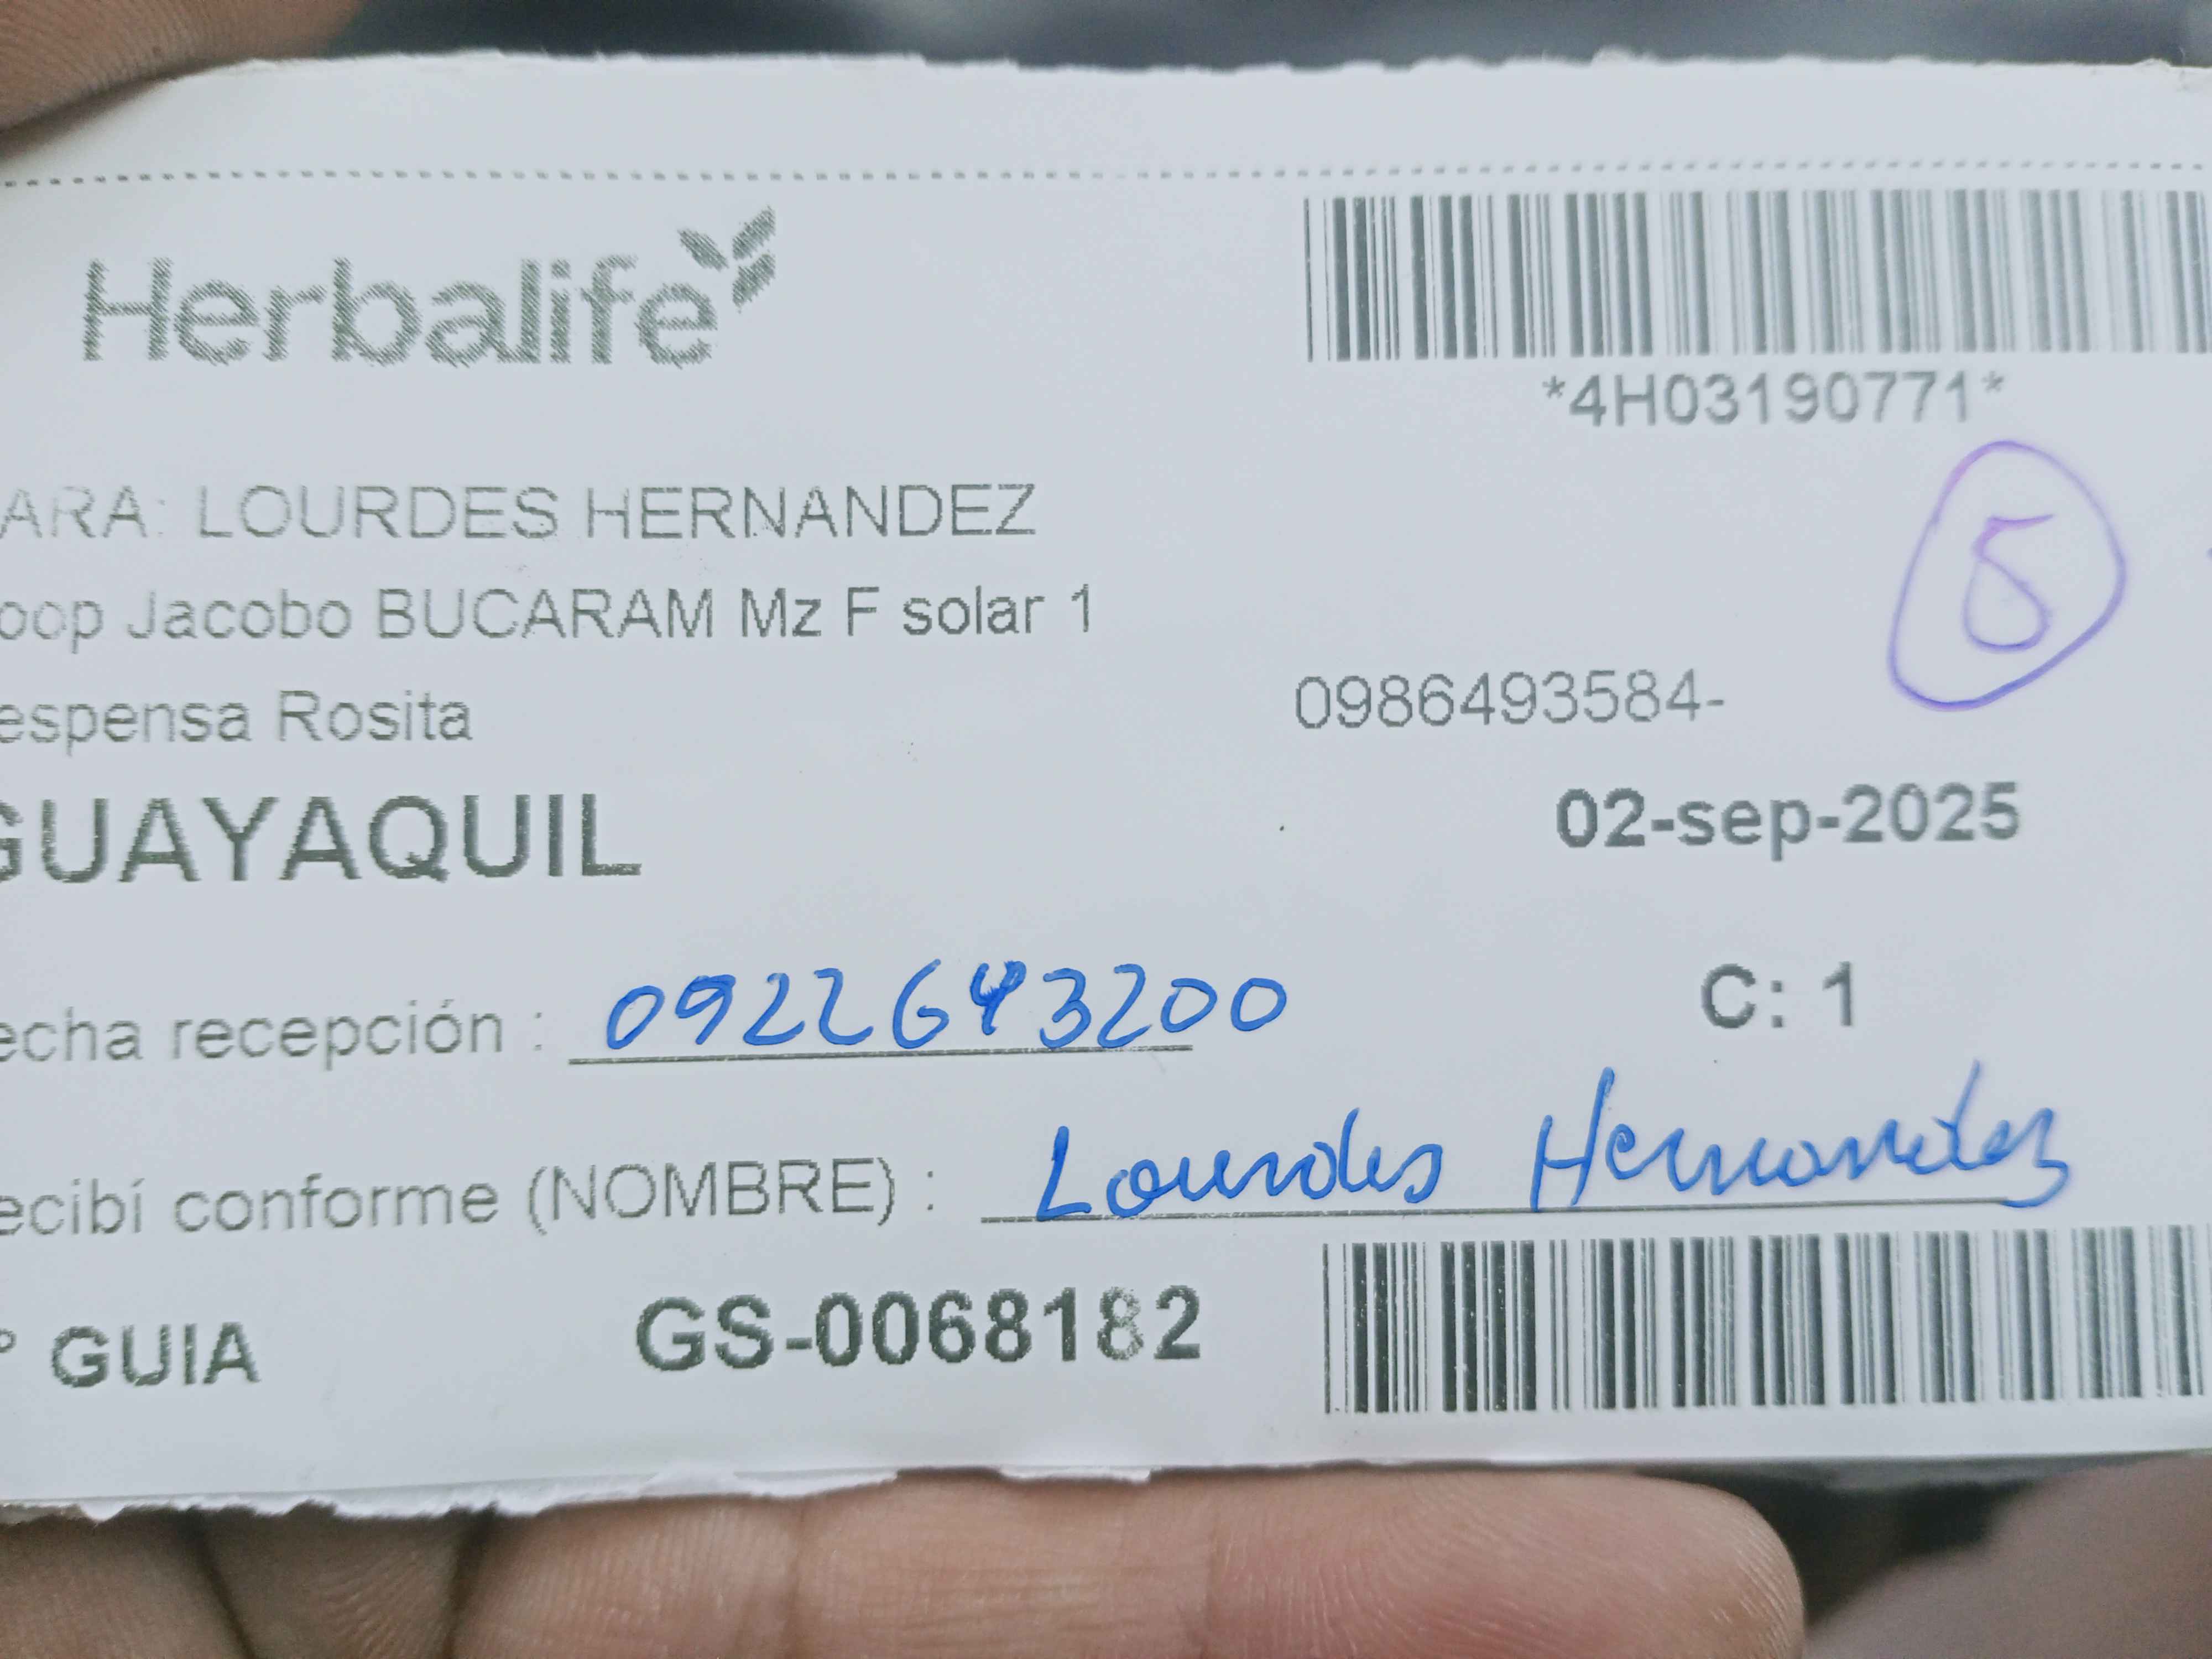 Herbalife
*4H03190771*
ARA: LOURDES HERNANDEZ
5
oop Jacobo BUCARAM Mz F solar 1
espensa Rosita
0986493584-
GUAYAQUIL
02-sep-2025
echa recepción : 0922643200
C: 1
ecibí conforme (NOMBRE) : Lourdes Hernandez
° GUIA GS-0068182